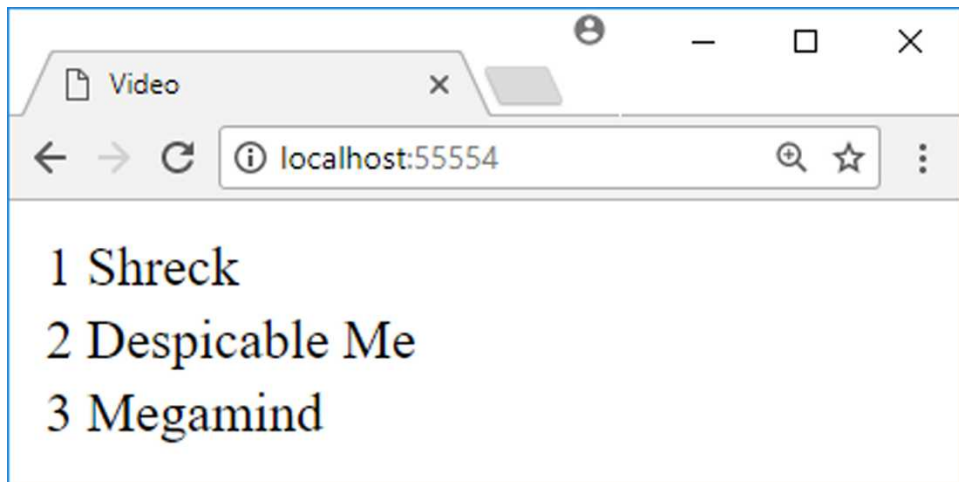 Video
localhost:55554
1 Shreck
2 Despicable Me
3 Megamind